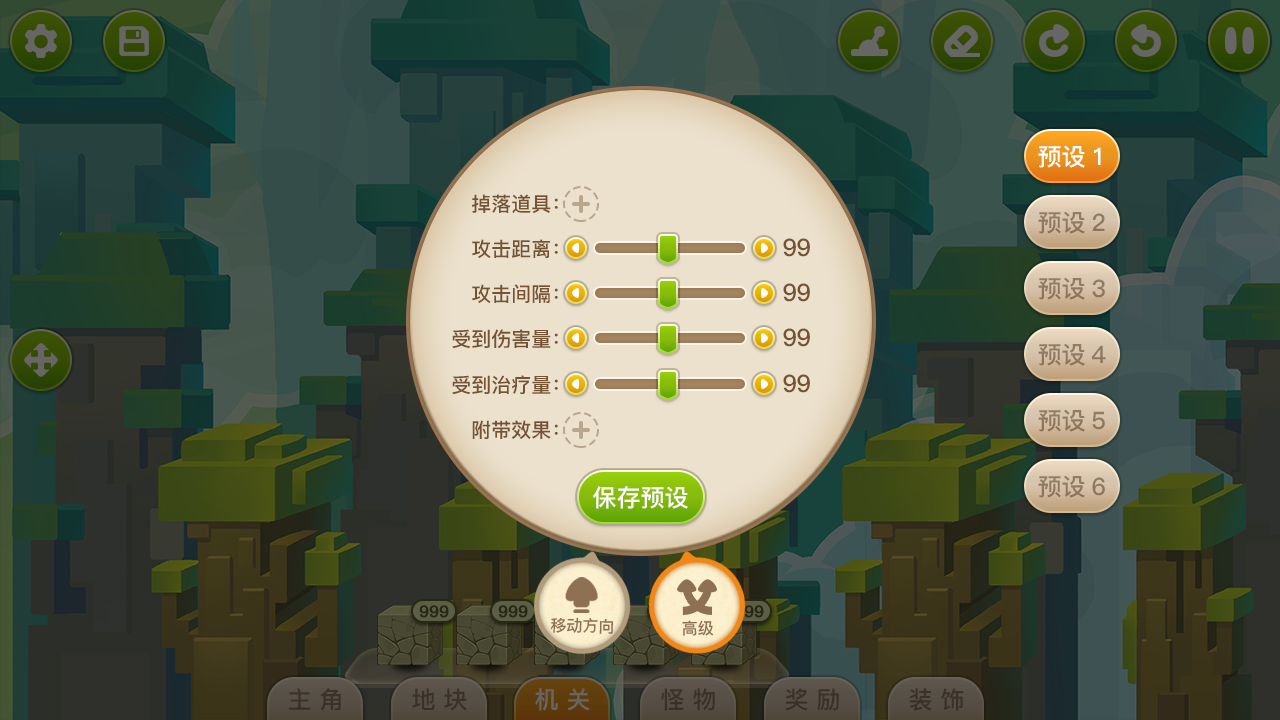 预设 1
掉落道具:
攻击距离: 99
预设 2
攻击间隔: 99
预设 3
受到伤害量: 99
预设 4
受到治疗量: 99
预设 5
附带效果:
预设 6
保存预设
999 999 99
移动方向 高级
主角 地块 机关 怪物 奖励 装饰